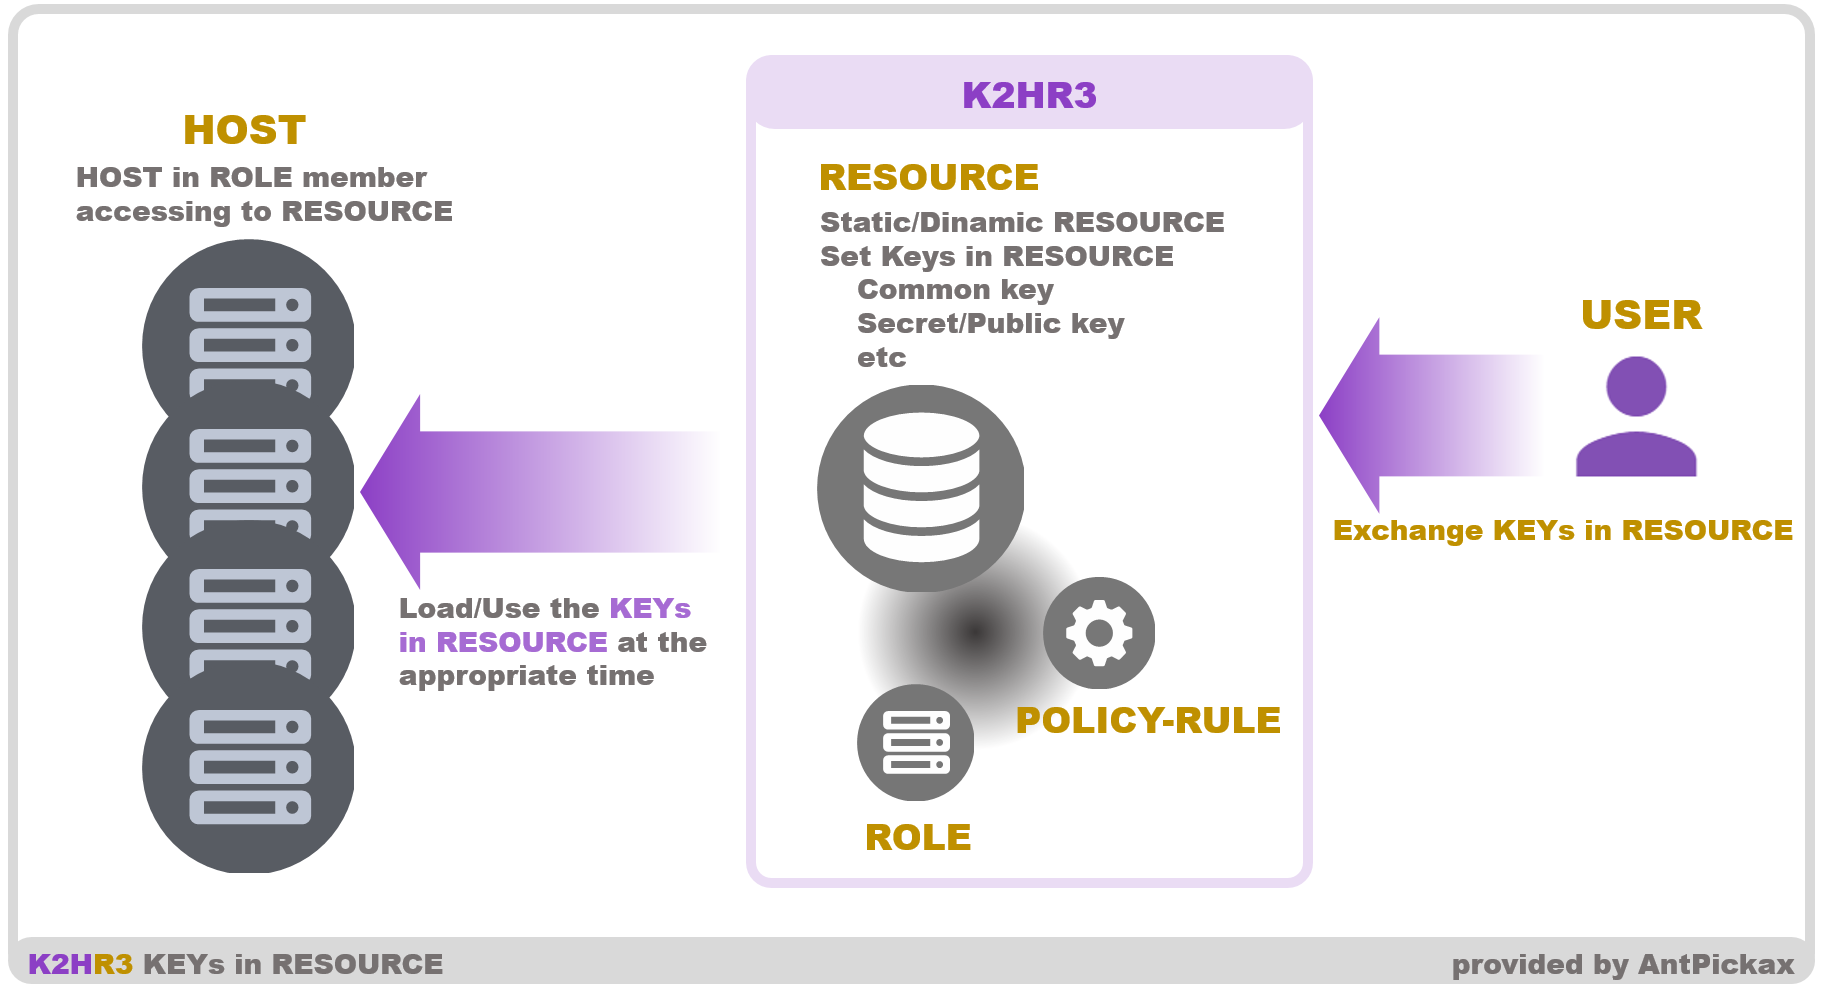 K2HR3
HOST
HOST in ROLE member
accessing to RESOURCE
RESOURCE
Static/Dinamic RESOURCE
Set Keys in RESOURCE
Common key
Secret/Public key
etc
USER
Exchange KEYs in RESOURCE
Load/Use the KEYs
in RESOURCE at the
appropriate time
POLICY-RULE
ROLE
K2HR3 KEYs in RESOURCE
provided by AntPickax